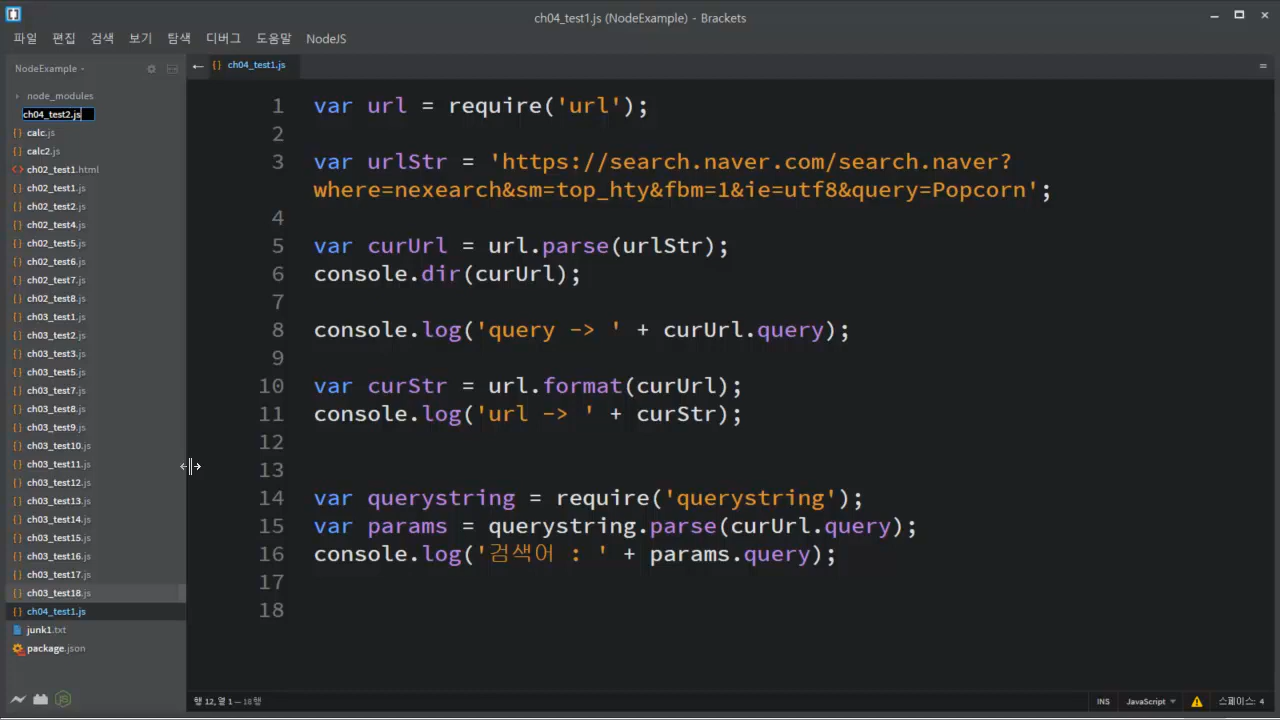 ch04_test1.js (NodeExample) - Brackets
파일 편집 검색 보기 탐색 디버그 도움말 NodeJS
NodeExample
ch04_test1.js
node_modules
ch04_test2.js
calc.js
calc2.js
ch02_test1.html
ch02_test1.js
ch02_test2.js
ch02_test4.js
ch02_test5.js
ch02_test6.js
ch02_test7.js
ch02_test8.js
ch03_test1.js
ch03_test2.js
ch03_test3.js
ch03_test5.js
ch03_test7.js
ch03_test8.js
ch03_test9.js
ch03_test10.js
ch03_test11.js
ch03_test12.js
ch03_test13.js
ch03_test14.js
ch03_test15.js
ch03_test16.js
ch03_test17.js
ch03_test18.js
ch04_test1.js
junk1.txt
package.json
1 var url = require('url');
2
3 var urlStr = 'https://search.naver.com/search.naver?
where=nexearch&sm=top_hty&fbm=1&ie=utf8&query=Popcorn';
4
5 var curUrl = url.parse(urlStr);
6 console.dir(curUrl);
7
8 console.log('query -> ' + curUrl.query);
9
10 var curStr = url.format(curUrl);
11 console.log('url -> ' + curStr);
12
13
14 var querystring = require('querystring');
15 var params = querystring.parse(curUrl.query);
16 console.log('검색어 : ' + params.query);
17
18
행 12, 열 1 — 18 행
INS JavaScript 스페이스: 4